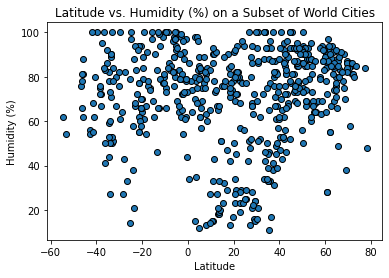 Latitude vs. Humidity (%) on a Subset of World Cities
100
80
60
40
20
Humidity (%)
−60 −40 −20 0 20 40 60 80
Latitude